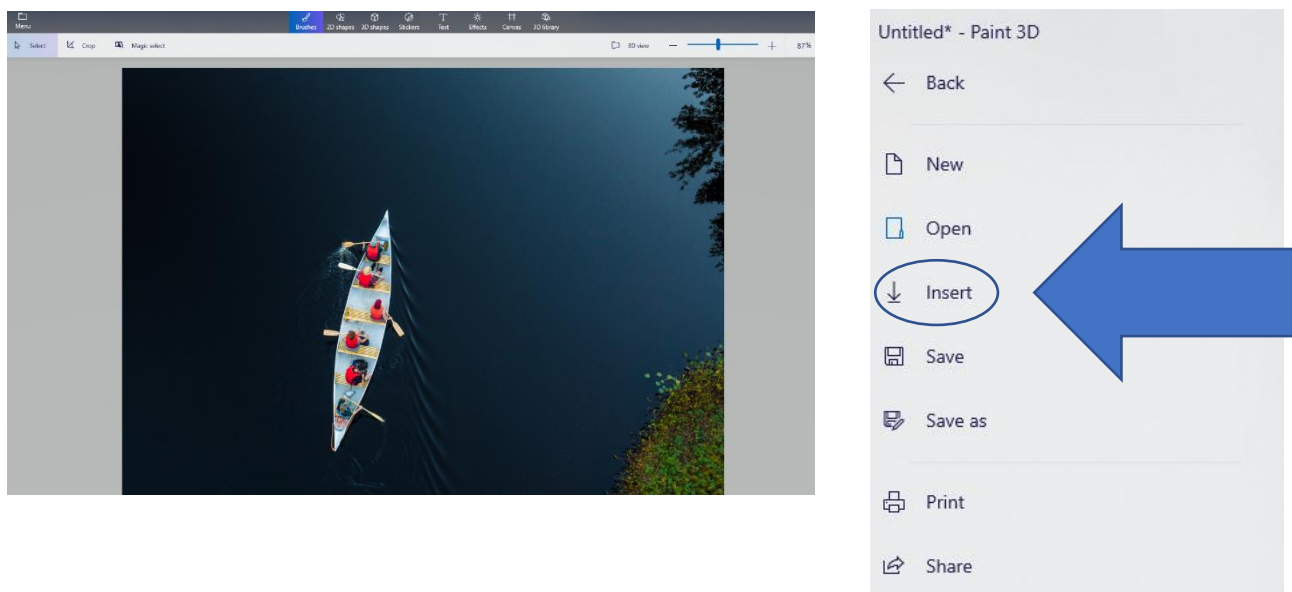 Menu
Brushes 2D shapes 3D shapes Stickers Text Effects Canvas 3D library
Select Crop Magic select 3D view 87%
Untitled* - Paint 3D
Back
New
Open
Insert
Save
Save as
Print
Share